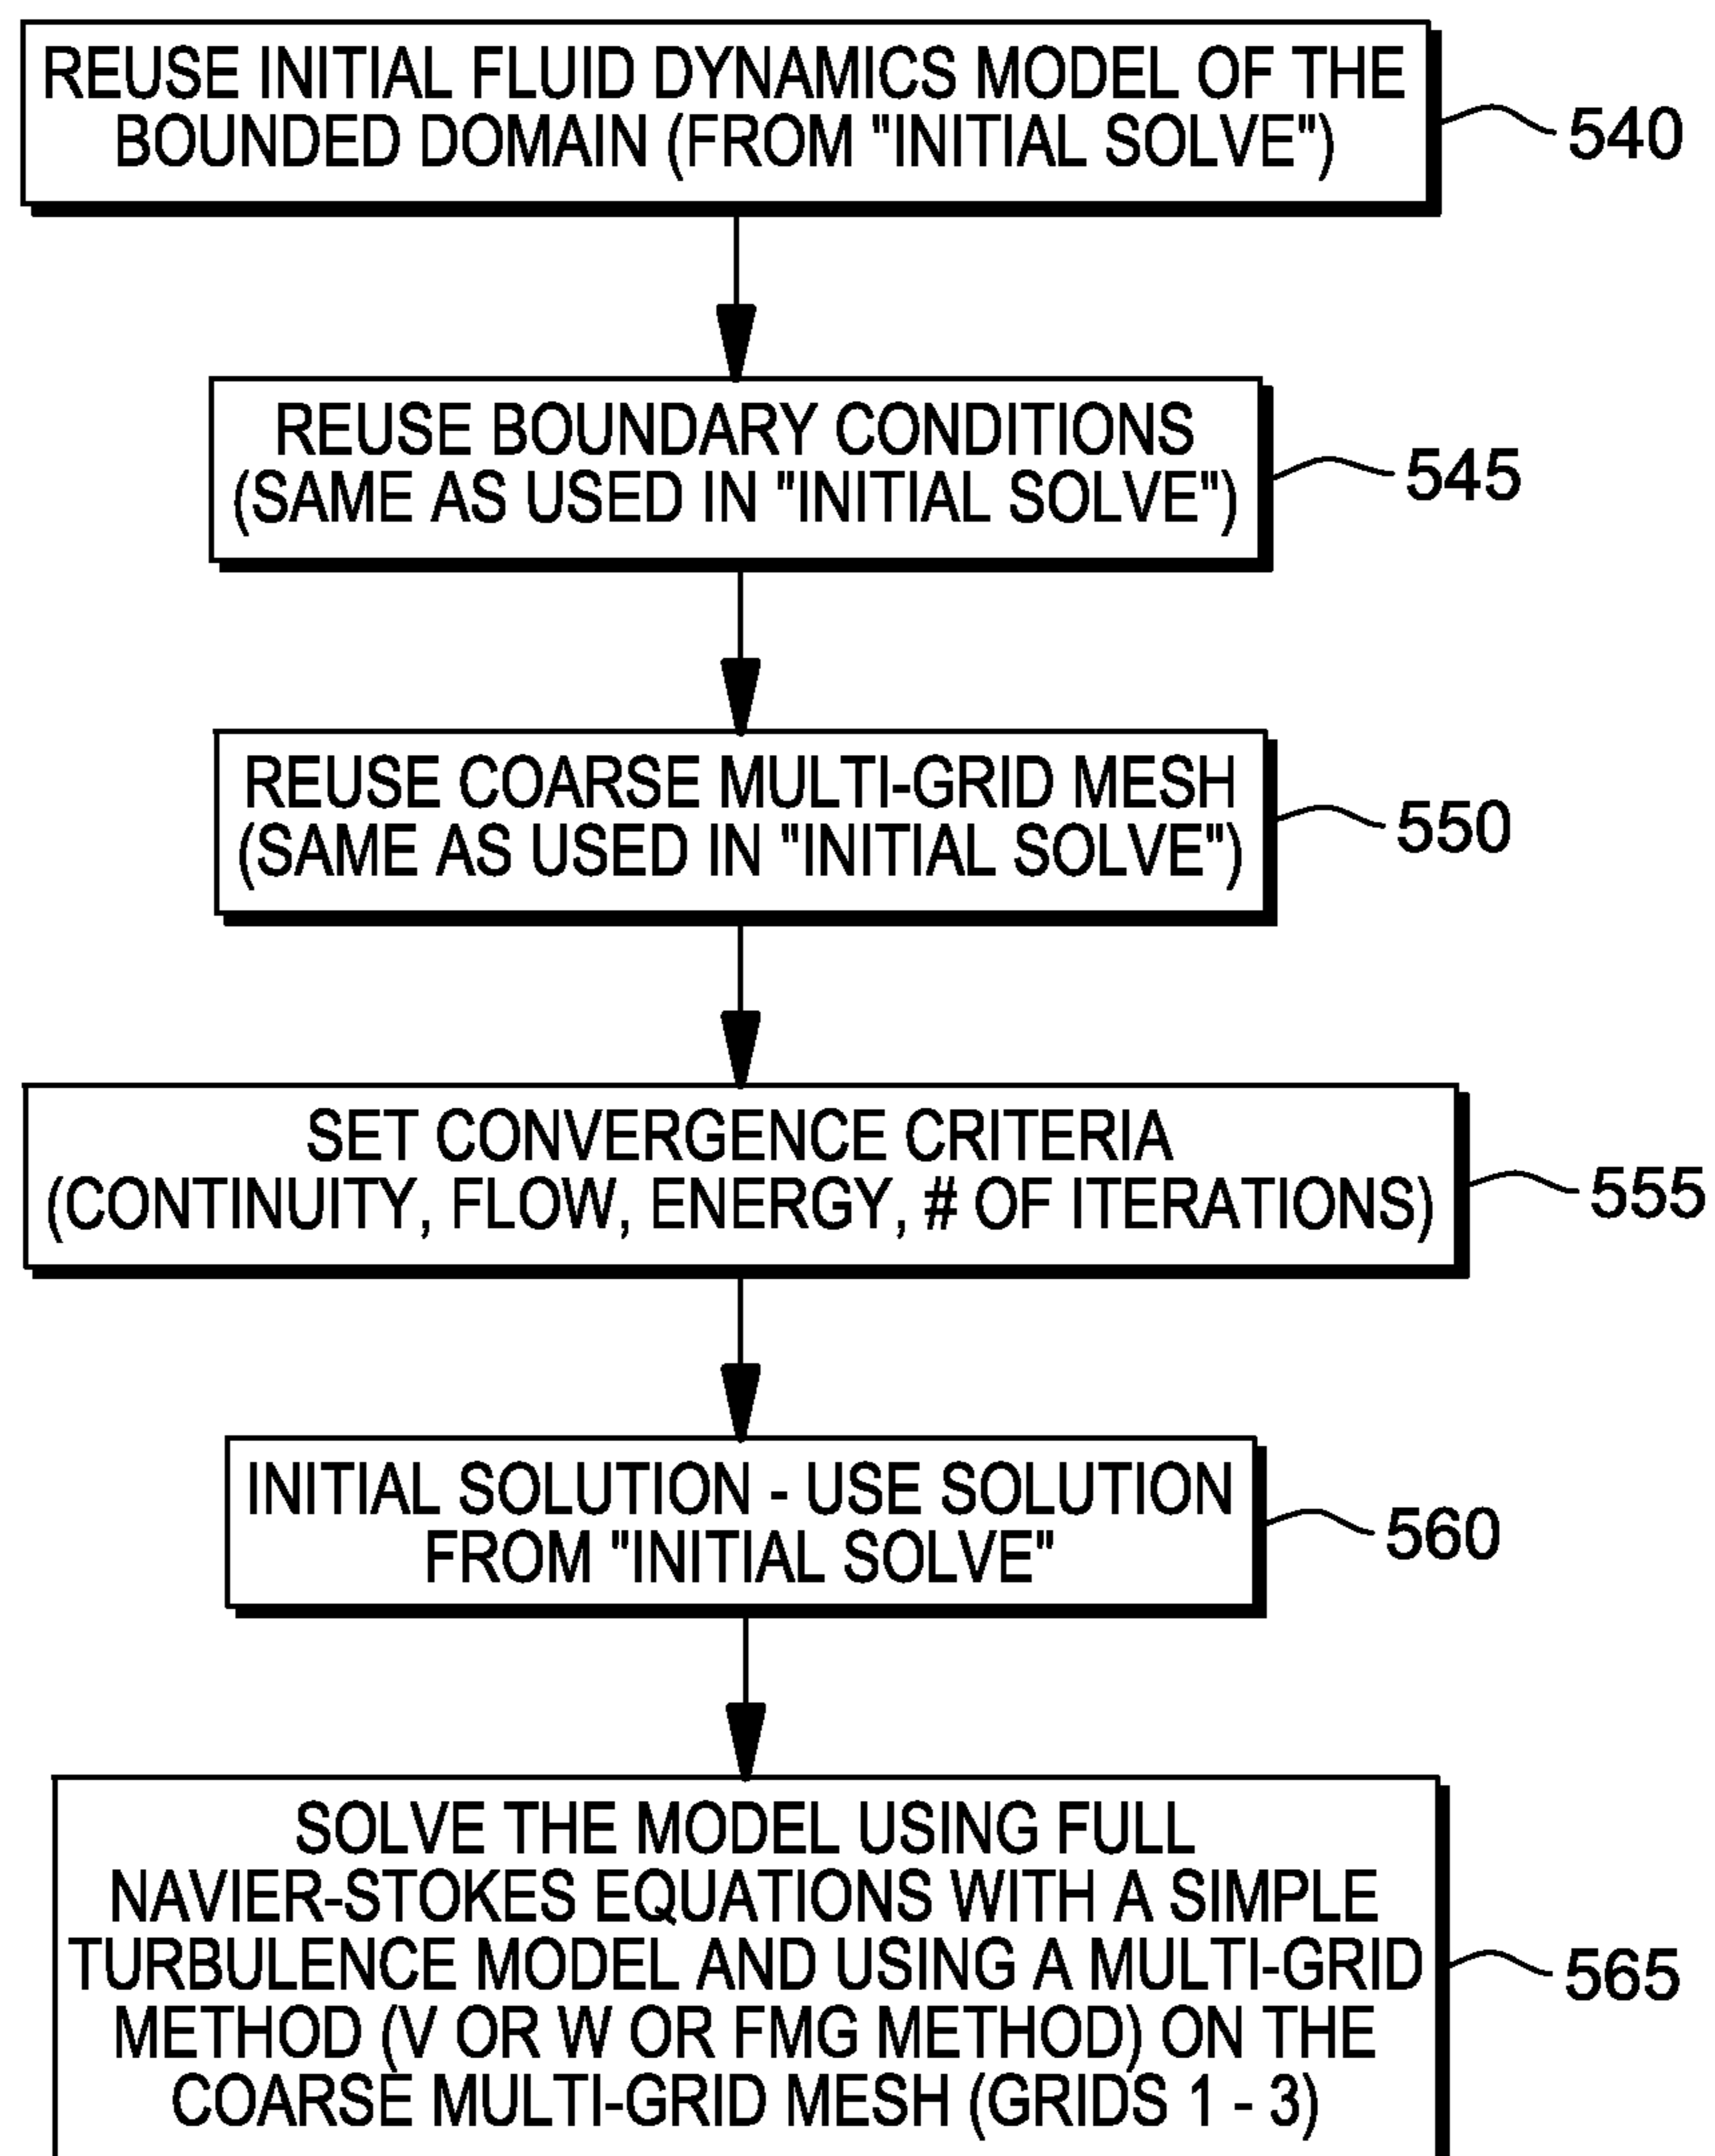 REUSE INITIAL FLUID DYNAMICS MODEL OF THE
BOUNDED DOMAIN (FROM "INITIAL SOLVE")
540
REUSE BOUNDARY CONDITIONS
(SAME AS USED IN "INITIAL SOLVE")
545
REUSE COARSE MULTI-GRID MESH
(SAME AS USED IN "INITIAL SOLVE")
550
SET CONVERGENCE CRITERIA
(CONTINUITY, FLOW, ENERGY, # OF ITERATIONS)
555
INITIAL SOLUTION - USE SOLUTION
FROM "INITIAL SOLVE"
560
SOLVE THE MODEL USING FULL
NAVIER-STOKES EQUATIONS WITH A SIMPLE
TURBULENCE MODEL AND USING A MULTI-GRID
METHOD (V OR W OR FMG METHOD) ON THE
COARSE MULTI-GRID MESH (GRIDS 1 - 3)
565